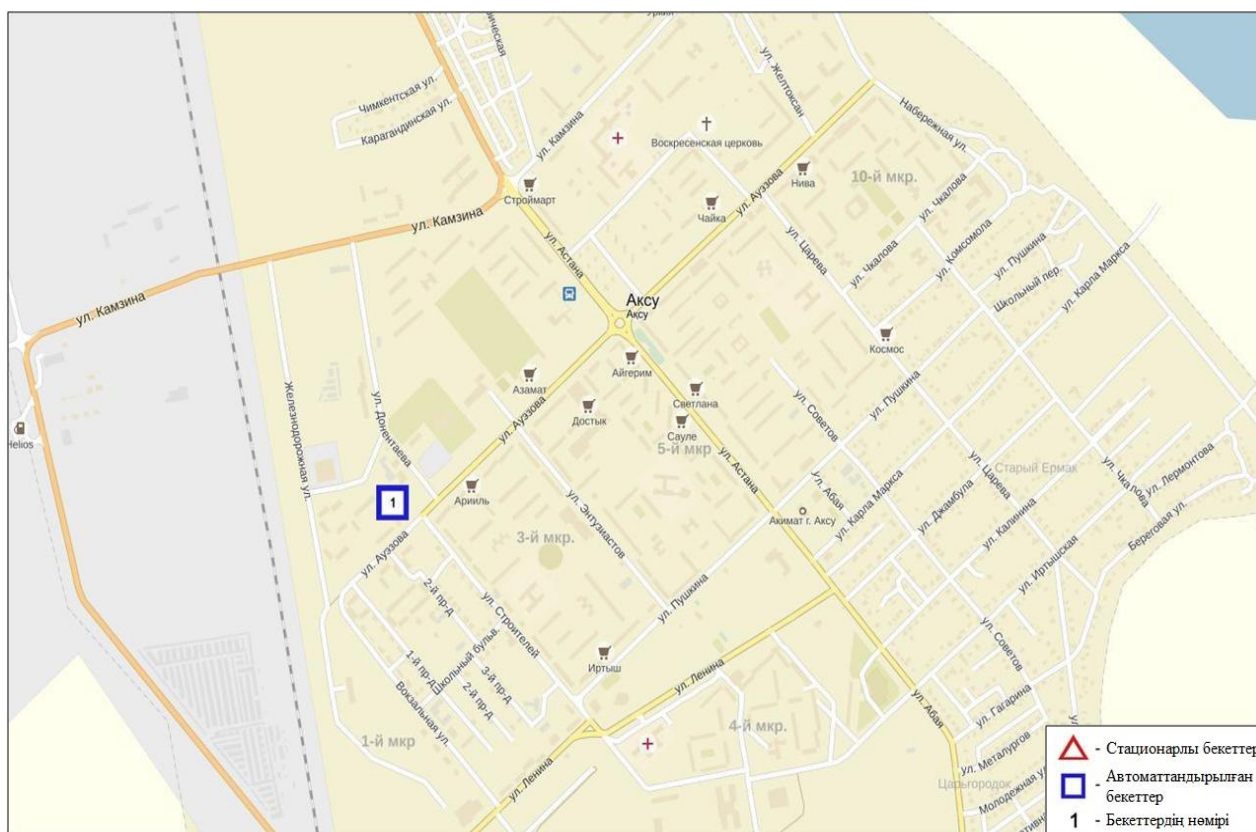 Чимкентская ул.
Карагандинская ул.
ул. Камзина
ул. Желтоксан
Набережная ул.
Воскресенская церковь
Строймарт
Нива
Чайка
ул. Ауэзова
10-й мкр.
ул. Чкалова
ул. Камзина
ул. Астана
ул. Царева
ул. Чкалова
ул. Комсомола
ул. Пушкина
Школьный пер.
ул. Карла Маркса
ул. Камзина
Аксу
Ақсу
Космос
Айгерим
Азамат
Светлана
Достык
Сауле
5-й мкр
Железнодорожная ул.
ул. Донентаева
ул. Ауэзова
ул. Астана
ул. Советов
ул. Пушкина
Helios
Арииль
1
ул. Абая
ул. Карла Маркса
ул. Царева
Старый Ермак
ул. Чкалова
ул. Лермонтова
Акимат г. Аксу
ул. Джамбула
ул. Калинина
ул. Иртышская
Береговая ул.
ул. Ауэзова
3-й мкр.
ул. Энтузиастов
2-й пр-д
ул. Строителей
ул. Пушкина
Школьный бульв.
1-й пр-д
2-й пр-д
3-й пр-д
Вокзальная ул.
Иртыш
ул. Ленина
ул. Советов
ул. Гагарина
1-й мкр
4-й мкр.
ул. Абая
ул. Ленина
ул. Металургов
Царьгородок
Молодежная ул.
- Стационарлы бекеттер
- Автоматтандырылған
бекеттер
1 - Бекеттердің нөмірі